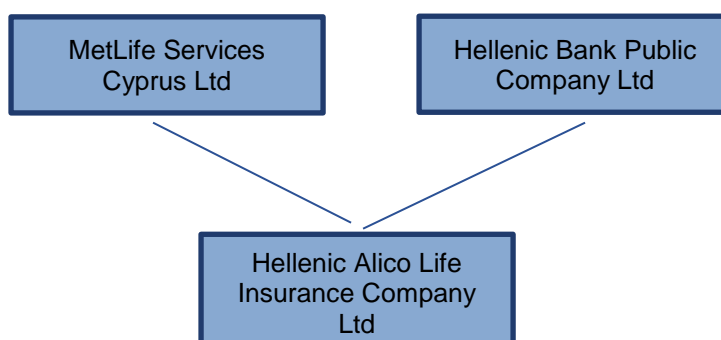 MetLife Services
Cyprus Ltd
Hellenic Bank Public
Company Ltd
Hellenic Alico Life
Insurance Company
Ltd